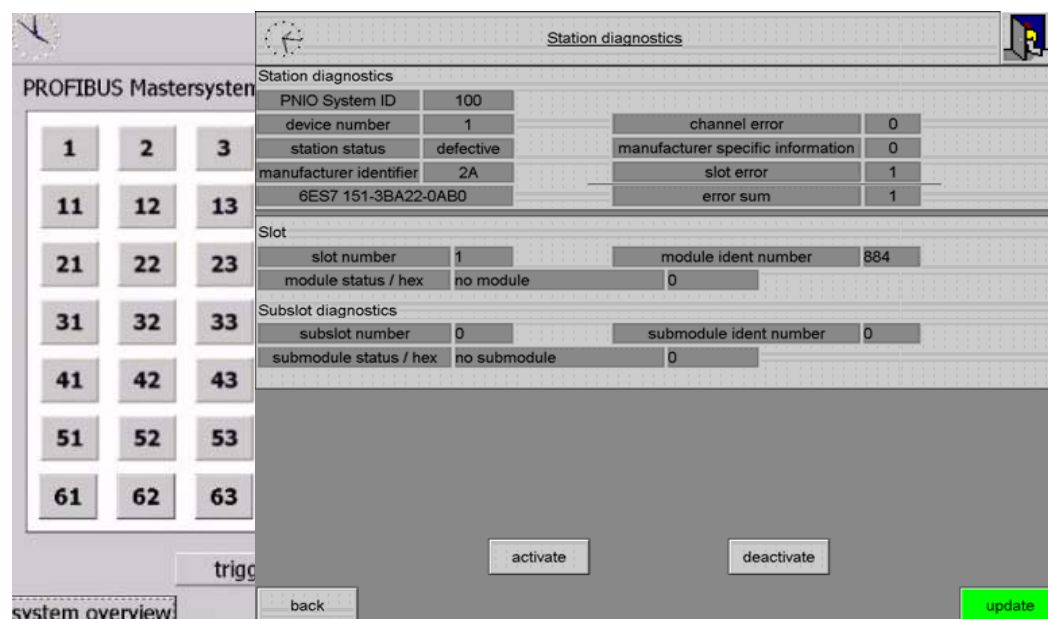 Station diagnostics
PROFIBUS Mastersystem
1 2 3
11 12 13
21 22 23
31 32 33
41 42 43
51 52 53
61 62 63
trigg
system overview
Station diagnostics
PNIO System ID 100
device number 1 channel error 0
station status defective manufacturer specific information 0
manufacturer identifier 2A slot error 1
6ES7 151-3BA22-0AB0 error sum 1
Slot
slot number 1 module ident number 884
module status / hex no module 0
Subslot diagnostics
subslot number 0 submodule ident number 0
submodule status / hex no submodule 0
activate deactivate
back update